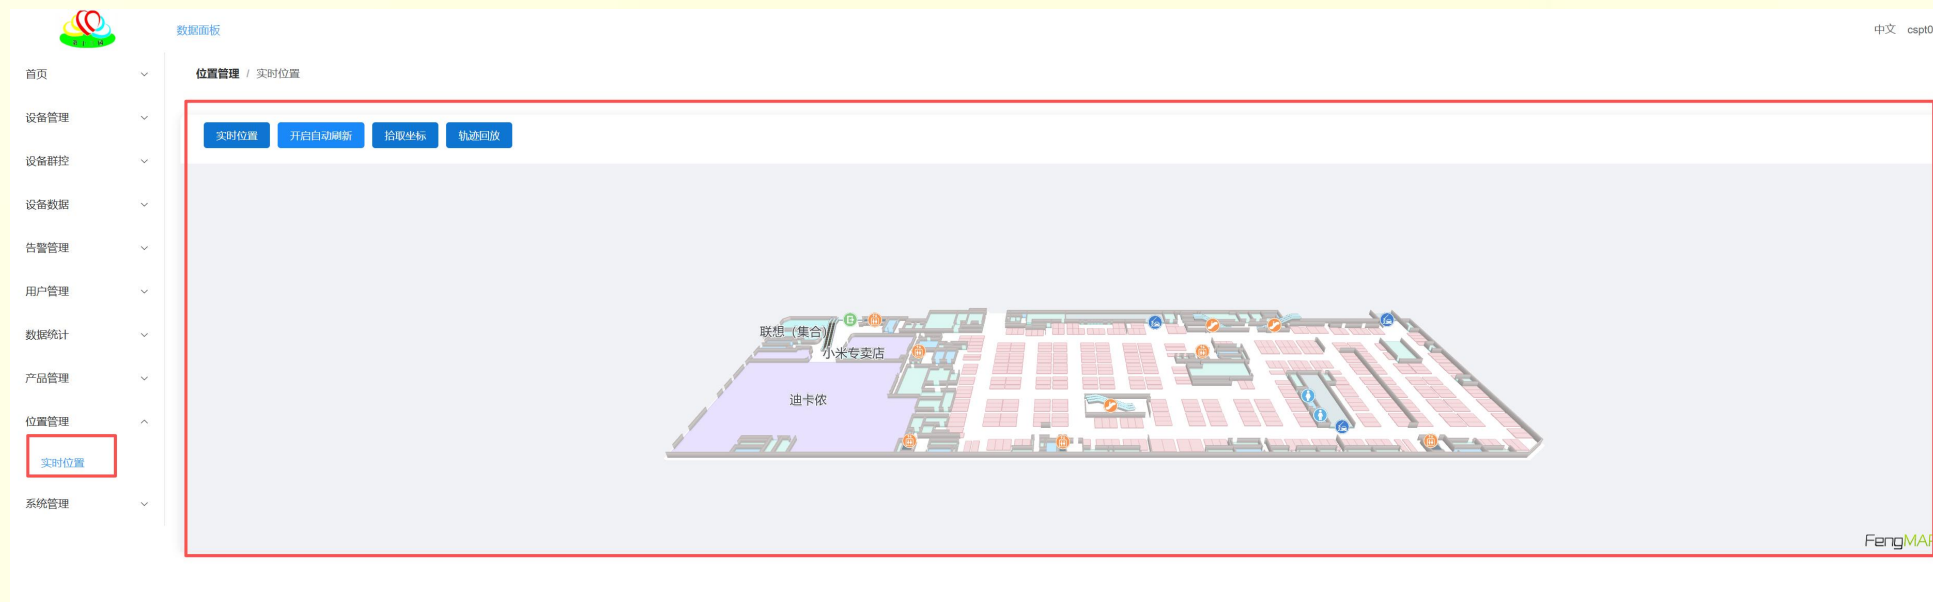 数据面板
中文 cspt0
首页
位置管理 / 实时位置
设备管理
实时位置 开启自动刷新 拾取坐标 轨迹回放
设备群控
设备数据
告警管理
用户管理
数据统计
联想（集合）
小米专卖店
产品管理
迪卡侬
位置管理
实时位置
系统管理
FengMAP